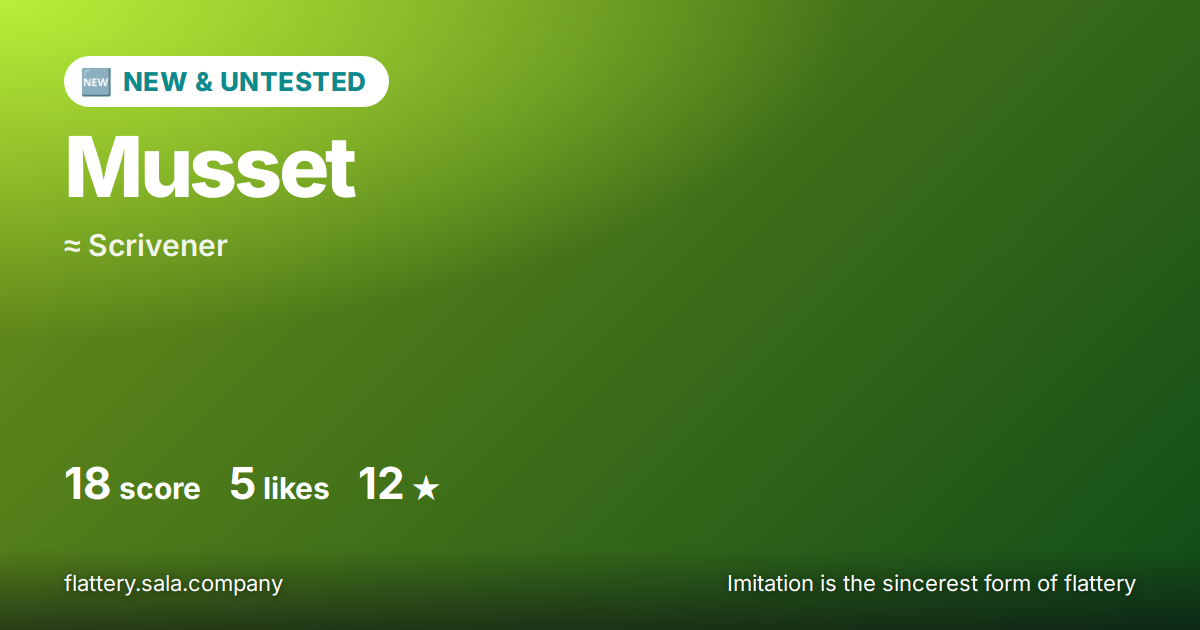 🆕 NEW & UNTESTED
Musset
≈ Scrivener
18 score 5 likes 12 ★
flattery.sala.company
Imitation is the sincerest form of flattery